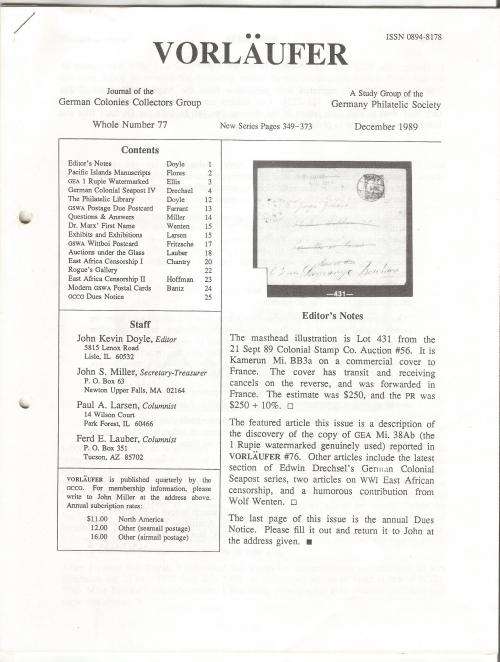 ISSN 0894-8178
VORLÄUFER
Journal of the
German Colonies Collectors Group
A Study Group of the
Germany Philatelic Society
Whole Number 77
New Series Pages 349–373
December 1989
Contents
Editor's Notes Doyle 1
Pacific Islands Manuscripts Flores 2
GEA 1 Rupie Watermarked Ellis 3
German Colonial Seapost IV Drechsel 4
The Philatelic Library Doyle 12
GSWA Postage Due Postcard Farrant 13
Questions & Answers Miller 14
Dr. Marx' First Name Wenten 15
Exhibits and Exhibitions Larsen 15
GSWA Witboi Postcard Fritzsche 17
Auctions under the Glass Lauber 18
East Africa Censorship I Chantry 20
Rogue's Gallery 22
East Africa Censorship II Hoffman 23
Modern GSWA Postal Cards Bantz 24
GCCG Dues Notice 25
Staff
John Kevin Doyle, Editor
5815 Lenox Road
Lisle, IL 60532
John S. Miller, Secretary-Treasurer
P. O. Box 63
Newton Upper Falls, MA 02164
Paul A. Larsen, Columnist
14 Wilson Court
Park Forest, IL 60466
Ferd E. Lauber, Columnist
P. O. Box 351
Tucson, AZ 85702
VORLÄUFER is published quarterly by the
GCCG. For membership information, please
write to John Miller at the address above.
Annual subcription rates:
$11.00 North America
12.00 Other (seamail postage)
16.00 Other (airmail postage)
—431—
Editor's Notes
The masthead illustration is Lot 431 from the
21 Sept 89 Colonial Stamp Co. Auction #56. It is
Kamerun Mi. BB3a on a commercial cover to
France. The cover has transit and receiving
cancels on the reverse, and was forwarded in
France. The estimate was $250, and the PR was
$250 + 10%. □
The featured article this issue is a description of
the discovery of the copy of GEA Mi. 38Ab (the
1 Rupie watermarked genuinely used) reported in
VORLÄUFER #76. Other articles include the latest
section of Edwin Drechsel's German Colonial
Seapost series, two articles on WWI East African
censorship, and a humorous contribution from
Wolf Wenten. □
The last page of this issue is the annual Dues
Notice. Please fill it out and return it to John at
the address given. ■